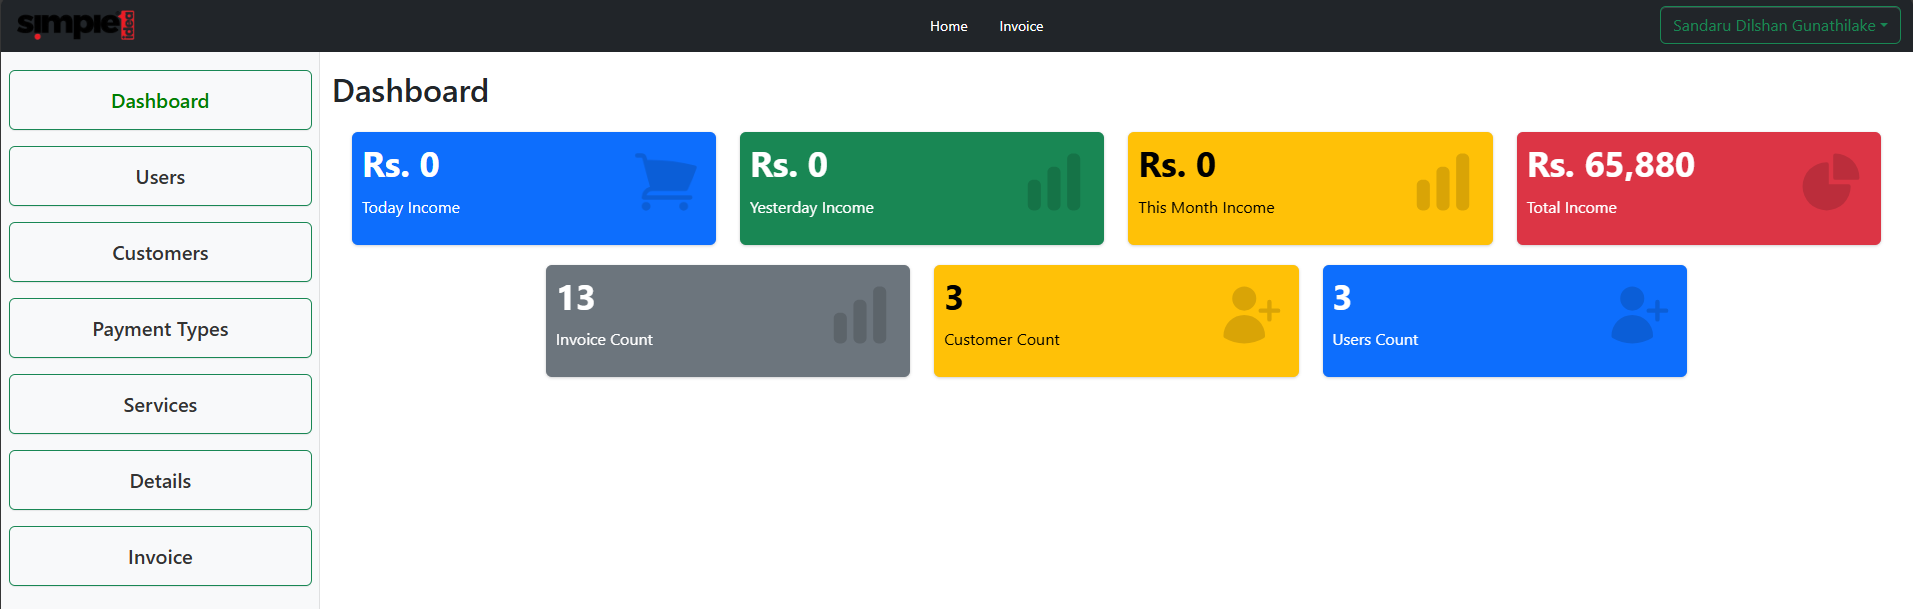 simple idea
Home
Invoice
Sandaru Dilshan Gunathilake
Dashboard
Users
Customers
Payment Types
Services
Details
Invoice
Dashboard
Rs. 0
Today Income
Rs. 0
Yesterday Income
Rs. 0
This Month Income
Rs. 65,880
Total Income
13
Invoice Count
3
Customer Count
3
Users Count